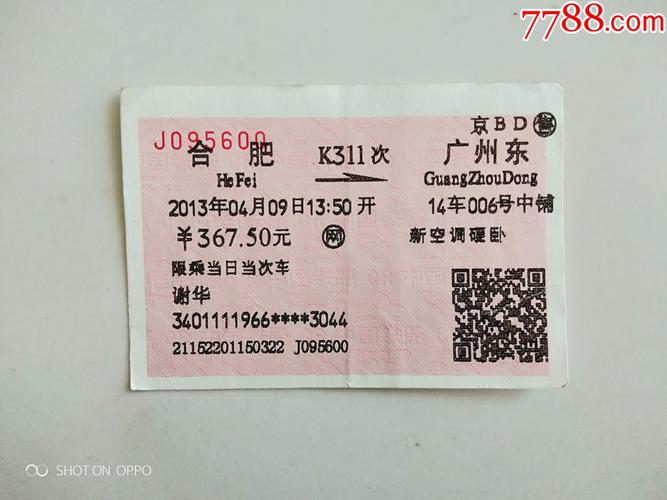 7788.com
京BD 售
J095600
合肥 K311次 广州东
HeFei GuangZhouDong
2013年04月09日13:50开 14车006号中铺
￥367.50元 网 新空调硬卧
限乘当日当次车
谢华
3401111966****3044
21152201150322 J095600
SHOT ON OPPO